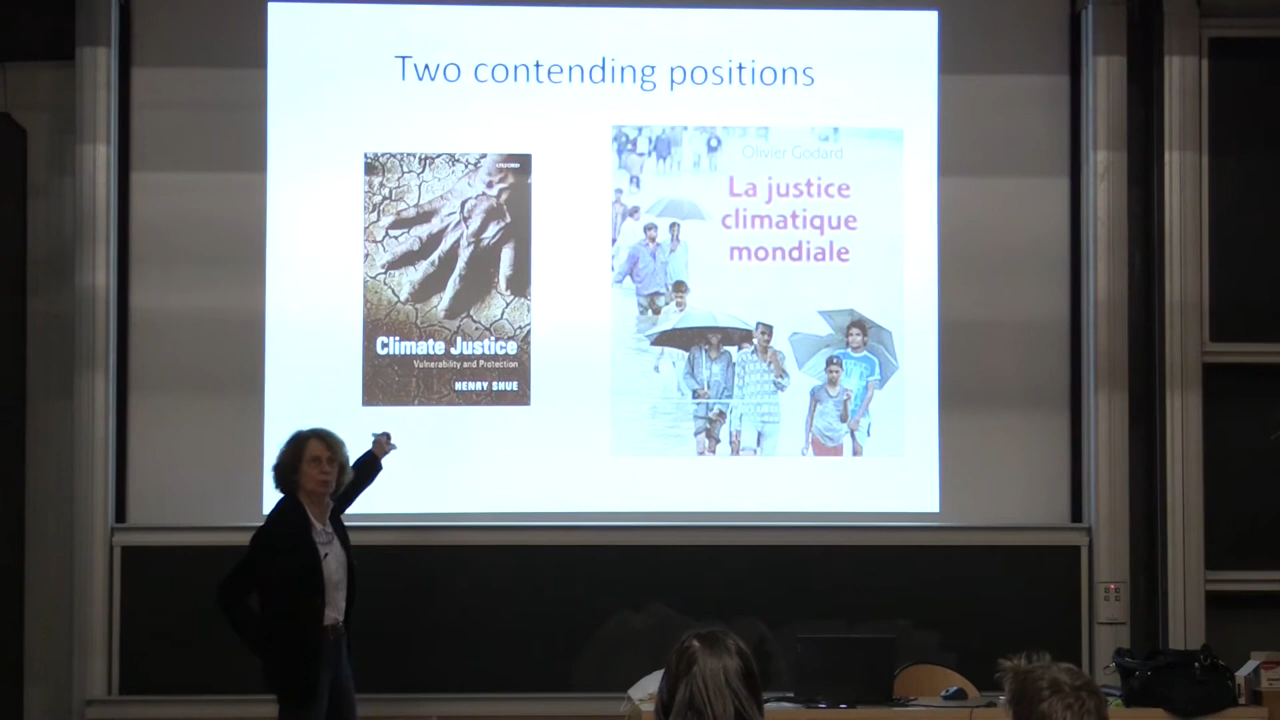 Two contending positions
OXFORD
Climate Justice
Vulnerability and Protection
HENRY SHUE
Olivier Godard
La justice
climatique
mondiale